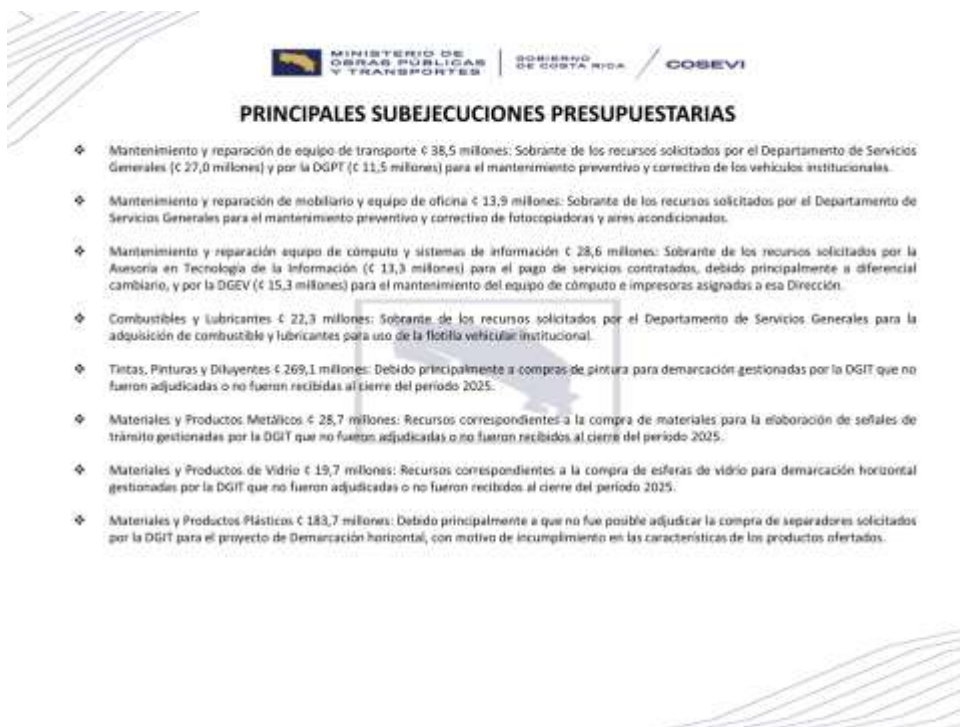 MINISTERIO DE
OBRAS PÚBLICAS
Y TRANSPORTES
GOBIERNO
DE COSTA RICA
COSEVI
PRINCIPALES SUBEJECUCIONES PRESUPUESTARIAS
❖ Mantenimiento y reparación de equipo de transporte ¢ 38,5 millones: Sobrante de los recursos solicitados por el Departamento de Servicios
Generales (¢ 27,0 millones) y por la DGPT (¢ 11,5 millones) para el mantenimiento preventivo y correctivo de los vehículos institucionales.
❖ Mantenimiento y reparación de mobiliario y equipo de oficina ¢ 13,9 millones: Sobrante de los recursos solicitados por el Departamento de
Servicios Generales para el mantenimiento preventivo y correctivo de fotocopiadoras y aires acondicionados.
❖ Mantenimiento y reparación equipo de cómputo y sistemas de información ¢ 28,6 millones: Sobrante de los recursos solicitados por la
Asesoría en Tecnología de la Información (¢ 13,3 millones) para el pago de servicios contratados, debido principalmente a diferencial
cambiario, y por la DGEV (¢ 15,3 millones) para el mantenimiento del equipo de cómputo e impresoras asignadas a esa Dirección.
❖ Combustibles y Lubricantes ¢ 22,3 millones: Sobrante de los recursos solicitados por el Departamento de Servicios Generales para la
adquisición de combustible y lubricantes para uso de la flotilla vehicular institucional.
❖ Tintas, Pinturas y Diluyentes ¢ 269,1 millones: Debido principalmente a compras de pintura para demarcación gestionadas por la DGIT que no
fueron adjudicadas o no fueron recibidas al cierre del periodo 2025.
❖ Materiales y Productos Metálicos ¢ 28,7 millones: Recursos correspondientes a la compra de materiales para la elaboración de señales de
tránsito gestionadas por la DGIT que no fueron adjudicadas o no fueron recibidos al cierre del periodo 2025.
❖ Materiales y Productos de Vidrio ¢ 19,7 millones: Recursos correspondientes a la compra de esferas de vidrio para demarcación horizontal
gestionadas por la DGIT que no fueron adjudicadas o no fueron recibidos al cierre del periodo 2025.
❖ Materiales y Productos Plásticos ¢ 183,7 millones: Debido principalmente a que no fue posible adjudicar la compra de separadores solicitados
por la DGIT para el proyecto de Demarcación horizontal, con motivo de incumplimiento en las características de los productos ofertados.